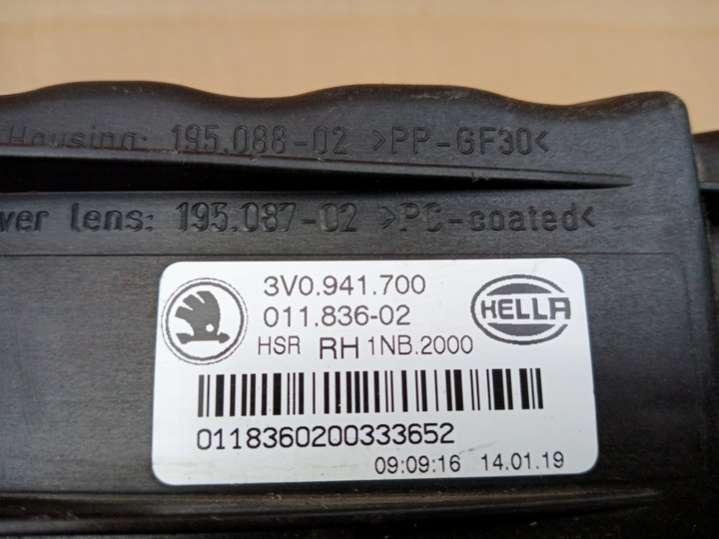 Housing: 195.088-02 >PP-GF30<
ver lens: 195.087-02 >PC-coated<
3V0.941.700
011.836-02
HELLA
HSR RH 1NB.2000
0118360200333652
09:09:16 14.01.19